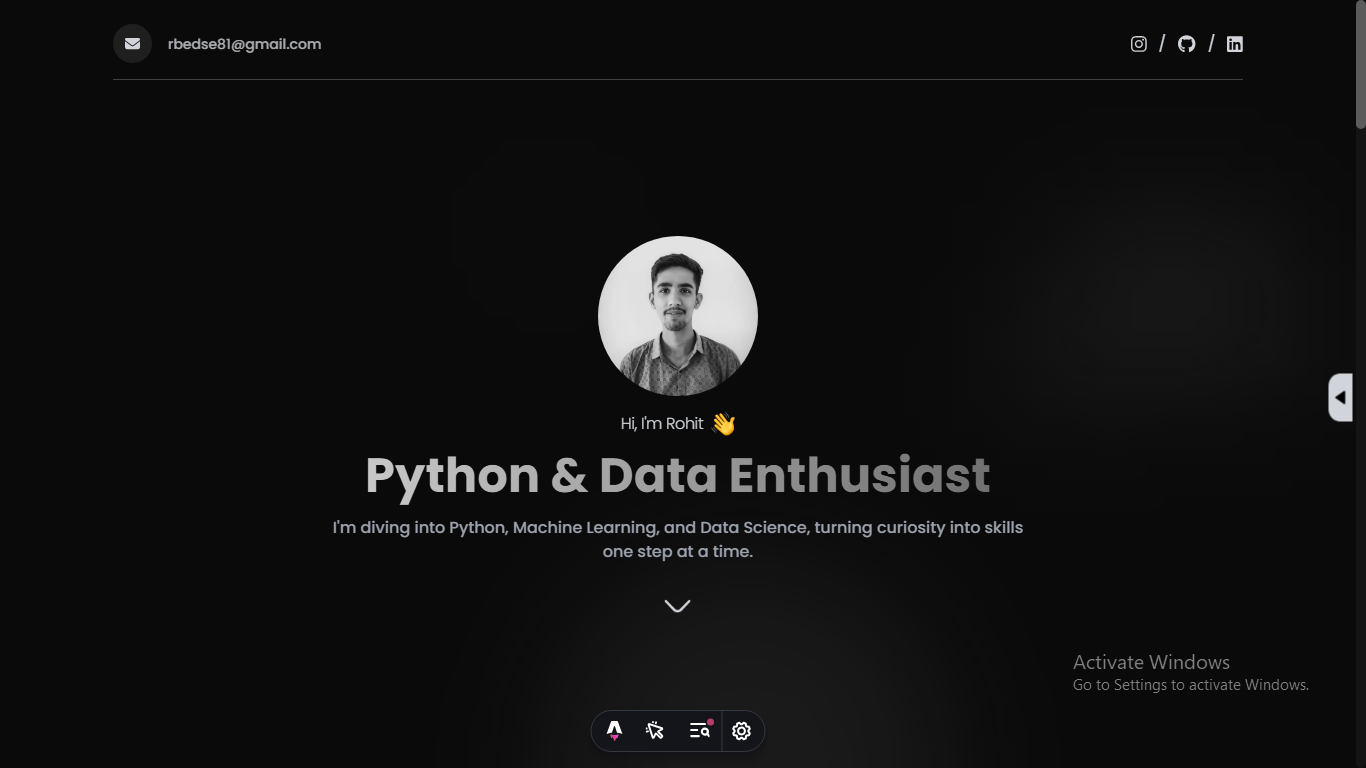 rbedse81@gmail.com
/ /
Hi, I'm Rohit 👋
Python & Data Enthusiast
I'm diving into Python, Machine Learning, and Data Science, turning curiosity into skills
one step at a time.
Activate Windows
Go to Settings to activate Windows.